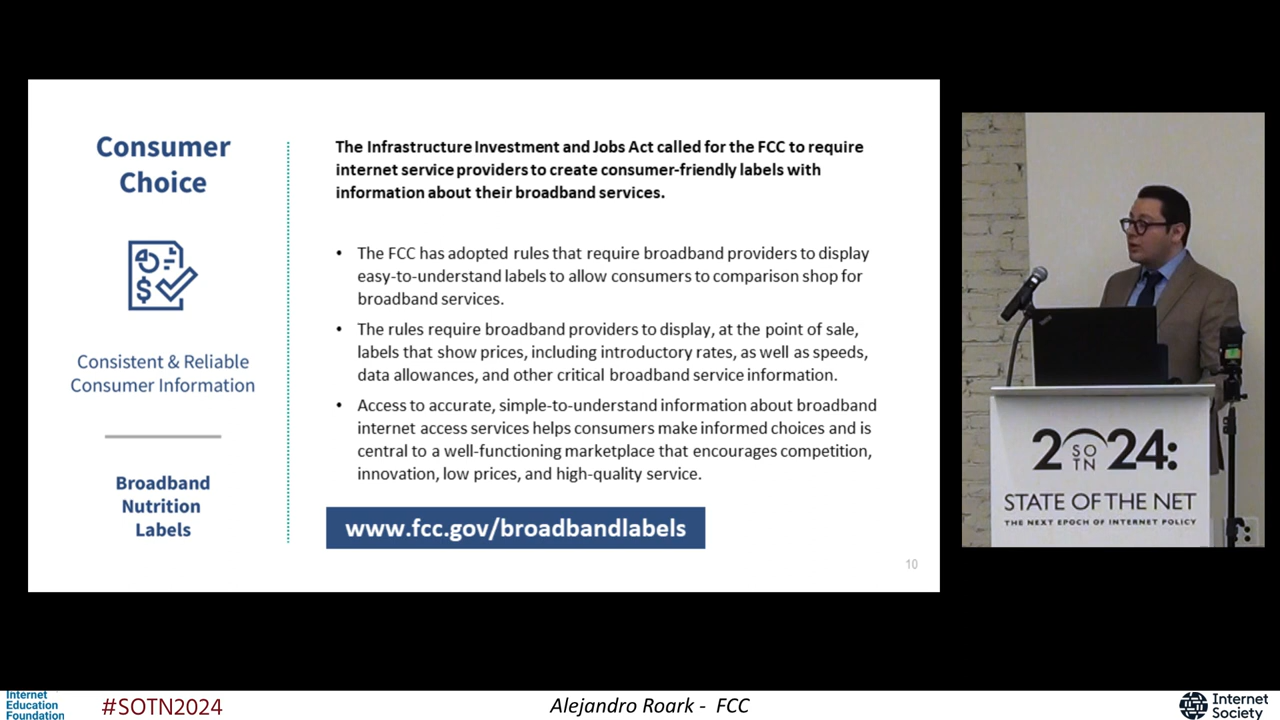 Consumer
Choice
Consistent & Reliable
Consumer Information
Broadband
Nutrition
Labels
The Infrastructure Investment and Jobs Act called for the FCC to require
internet service providers to create consumer-friendly labels with
information about their broadband services.
• The FCC has adopted rules that require broadband providers to display
easy-to-understand labels to allow consumers to comparison shop for
broadband services.
• The rules require broadband providers to display, at the point of sale,
labels that show prices, including introductory rates, as well as speeds,
data allowances, and other critical broadband service information.
• Access to accurate, simple-to-understand information about broadband
internet access services helps consumers make informed choices and is
central to a well-functioning marketplace that encourages competition,
innovation, low prices, and high-quality service.
www.fcc.gov/broadbandlabels
10
2 SO TN 24:
STATE OF THE NET
THE NEXT EPOCH OF INTERNET POLICY
Internet
Education
Foundation
#SOTN2024
Alejandro Roark - FCC
Internet
Society